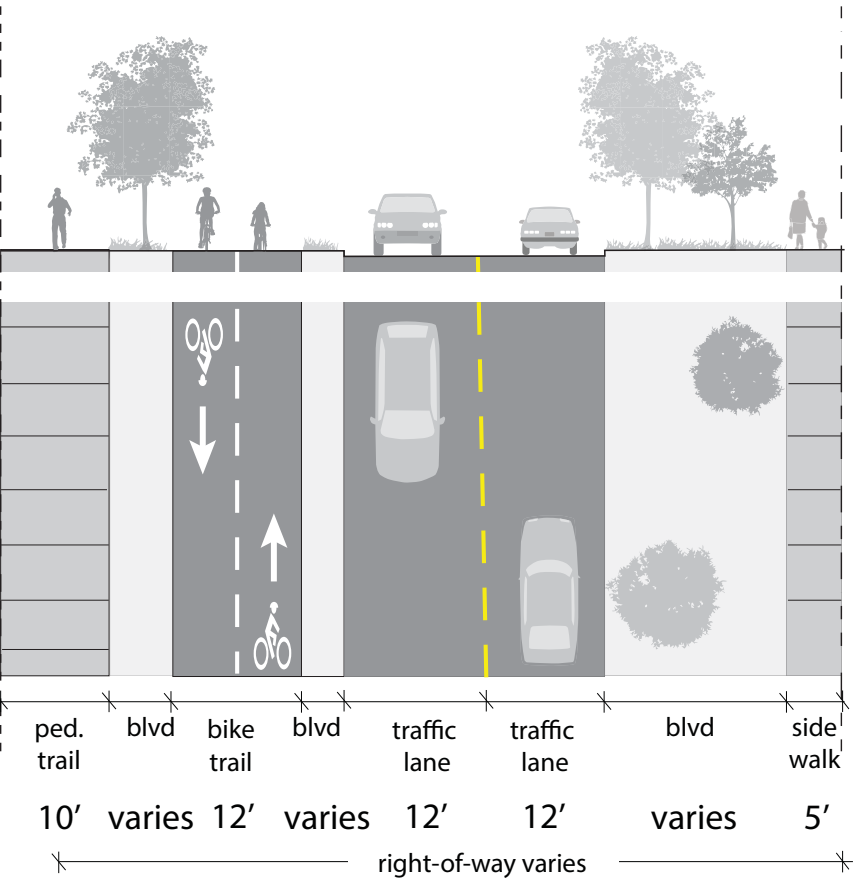 ped. trail
blvd
bike trail
blvd
traffic lane
traffic lane
blvd
side walk
10’ varies 12’ varies 12’ 12’ varies 5’
right-of-way varies